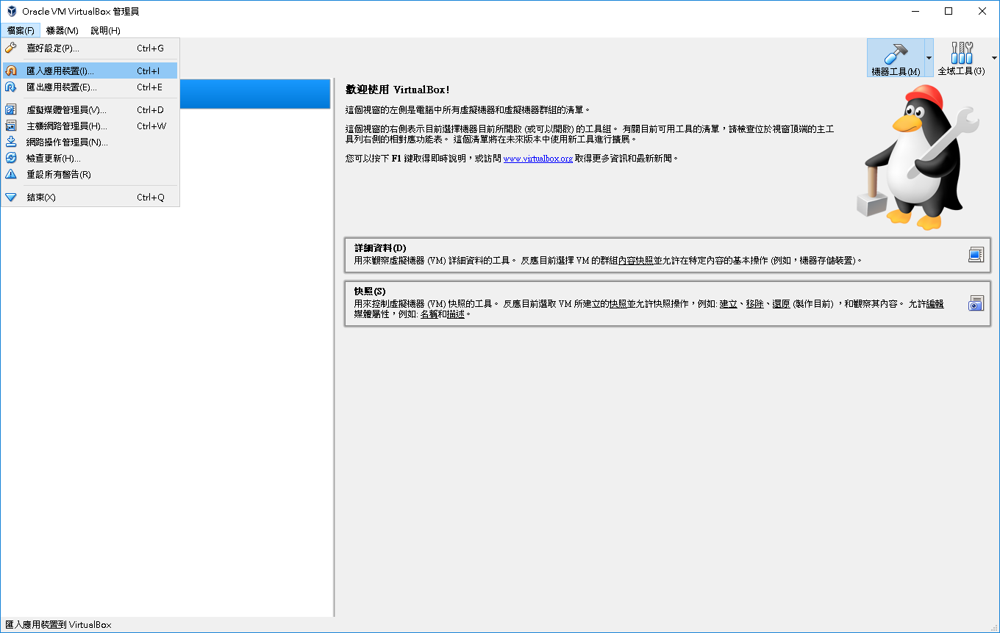 Oracle VM VirtualBox 管理員
檔案(F) 機器(M) 說明(H)
喜好設定(P)... Ctrl+G
匯入應用裝置(I)... Ctrl+I
匯出應用裝置(E)... Ctrl+E
虛擬媒體管理員(V)... Ctrl+D
主機網路管理員(H)... Ctrl+W
網路操作管理員(N)...
檢查更新(H)...
重設所有警告(R)
結束(X) Ctrl+Q
機器工具(M) 全域工具(G)
歡迎使用 VirtualBox!
這個視窗的左側是電腦中所有虛擬機器和虛擬機器群組的清單。
這個視窗的右側表示目前選擇機器目前所開啟 (或可以開啟) 的工具組。 有關目前可用工具的清單，請檢查位於視窗頂端的主工
具列右側的相對應功能表。 這個清單將在未來版本中使用新工具進行擴展。
您可以按下 F1 鍵取得即時說明，或訪問 www.virtualbox.org 取得更多資訊和最新新聞。
詳細資料(D)
用來觀察虛擬機器 (VM) 詳細資料的工具。 反應目前選擇 VM 的群組內容快照並允許在特定內容的基本操作 (例如，機器存儲裝置)。
快照(S)
用來控制虛擬機器 (VM) 快照的工具。 反應目前選取 VM 所建立的快照並允許快照操作，例如: 建立、移除、還原 (製作目前) ，和觀察其內容。 允許編輯
媒體屬性，例如: 名稱和描述。
匯入應用裝置到 VirtualBox